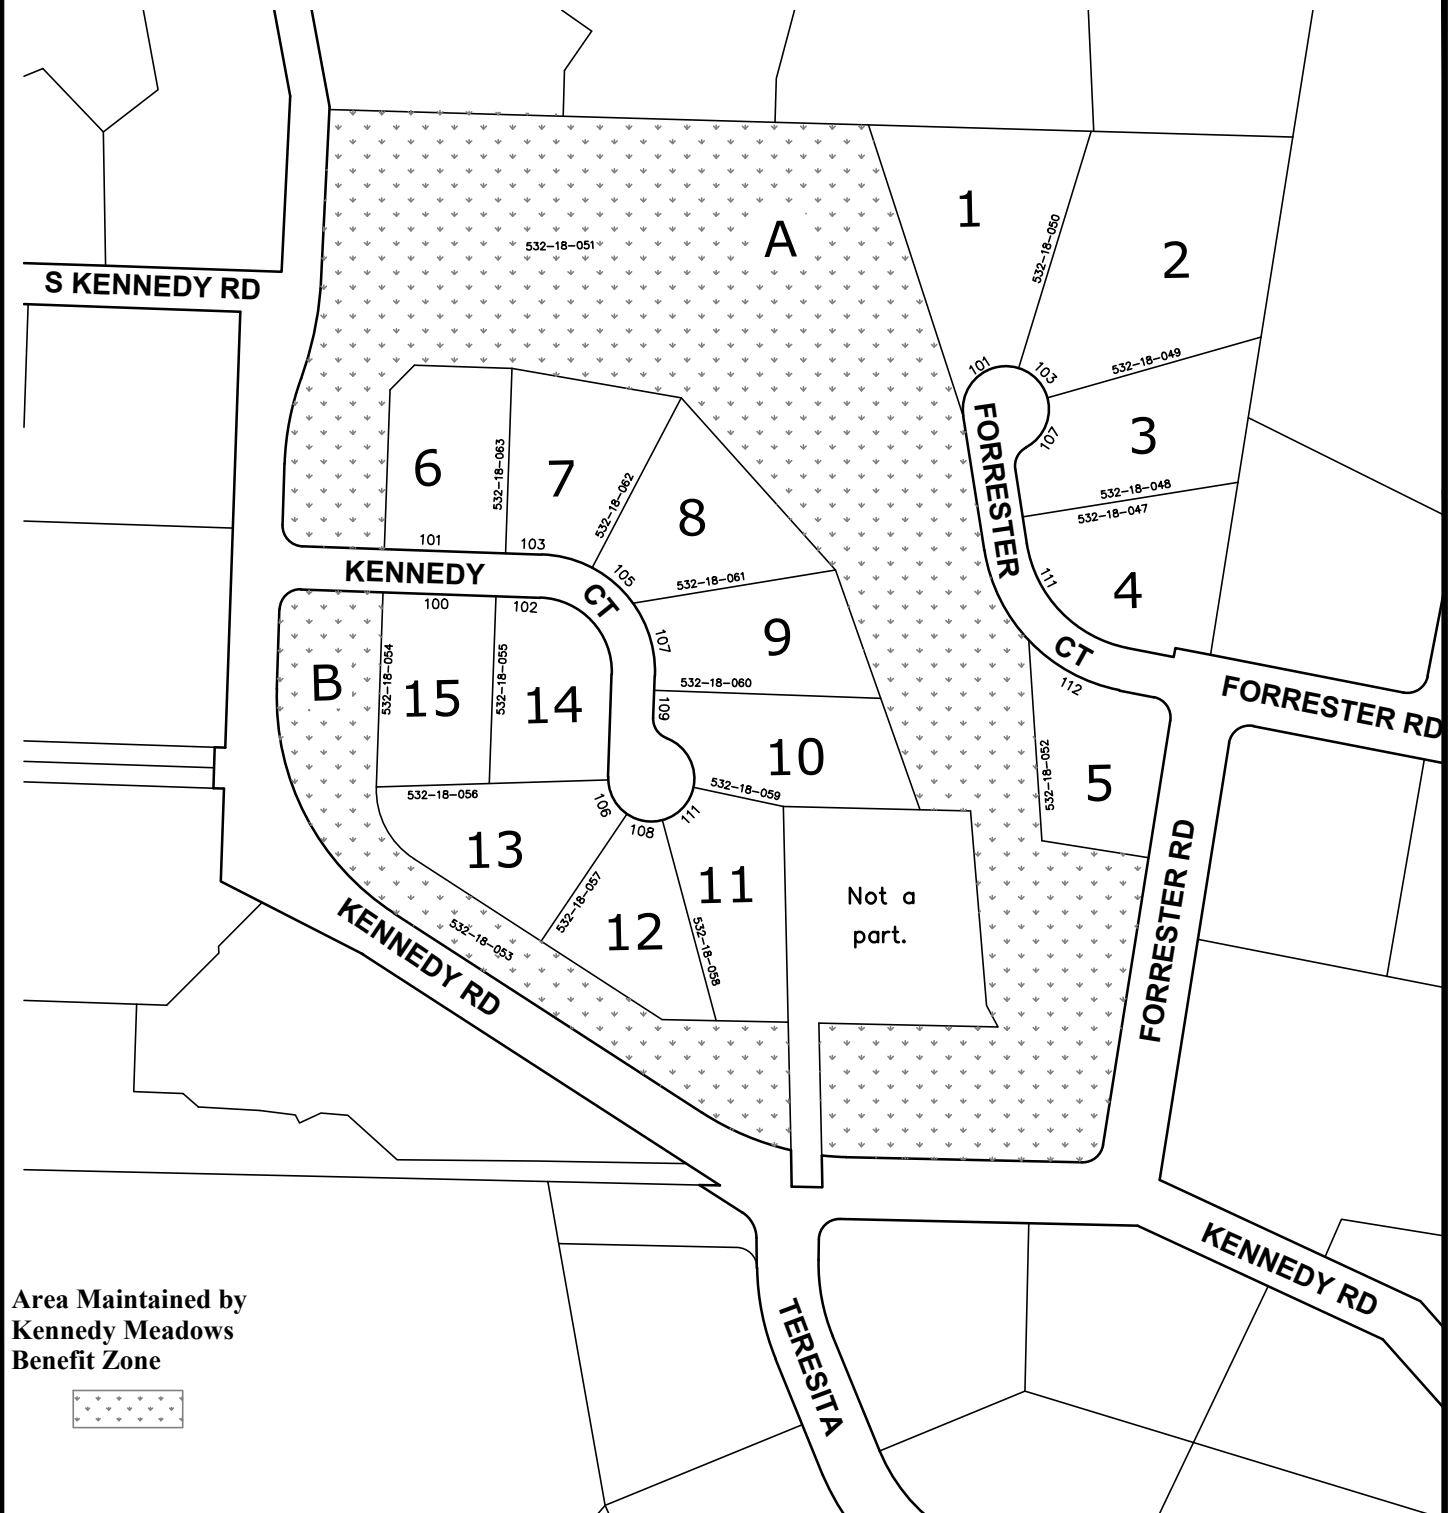 A
1
532-18-050
2
532-18-051
S KENNEDY RD
101
103
532-18-049
FORRESTER
107
3
6
532-18-063
7
532-18-062
8
532-18-048
532-18-047
101
103
KENNEDY
CT
105
532-18-061
111
4
100
102
107
9
CT
112
FORRESTER RD
B
532-18-054
15
532-18-055
14
532-18-060
109
10
532-18-052
5
532-18-056
106
108
111
532-18-059
13
532-18-057
12
11
532-18-058
Not a
part.
FORRESTER RD
532-18-053
KENNEDY RD
KENNEDY RD
TERESITA
Area Maintained by
Kennedy Meadows
Benefit Zone